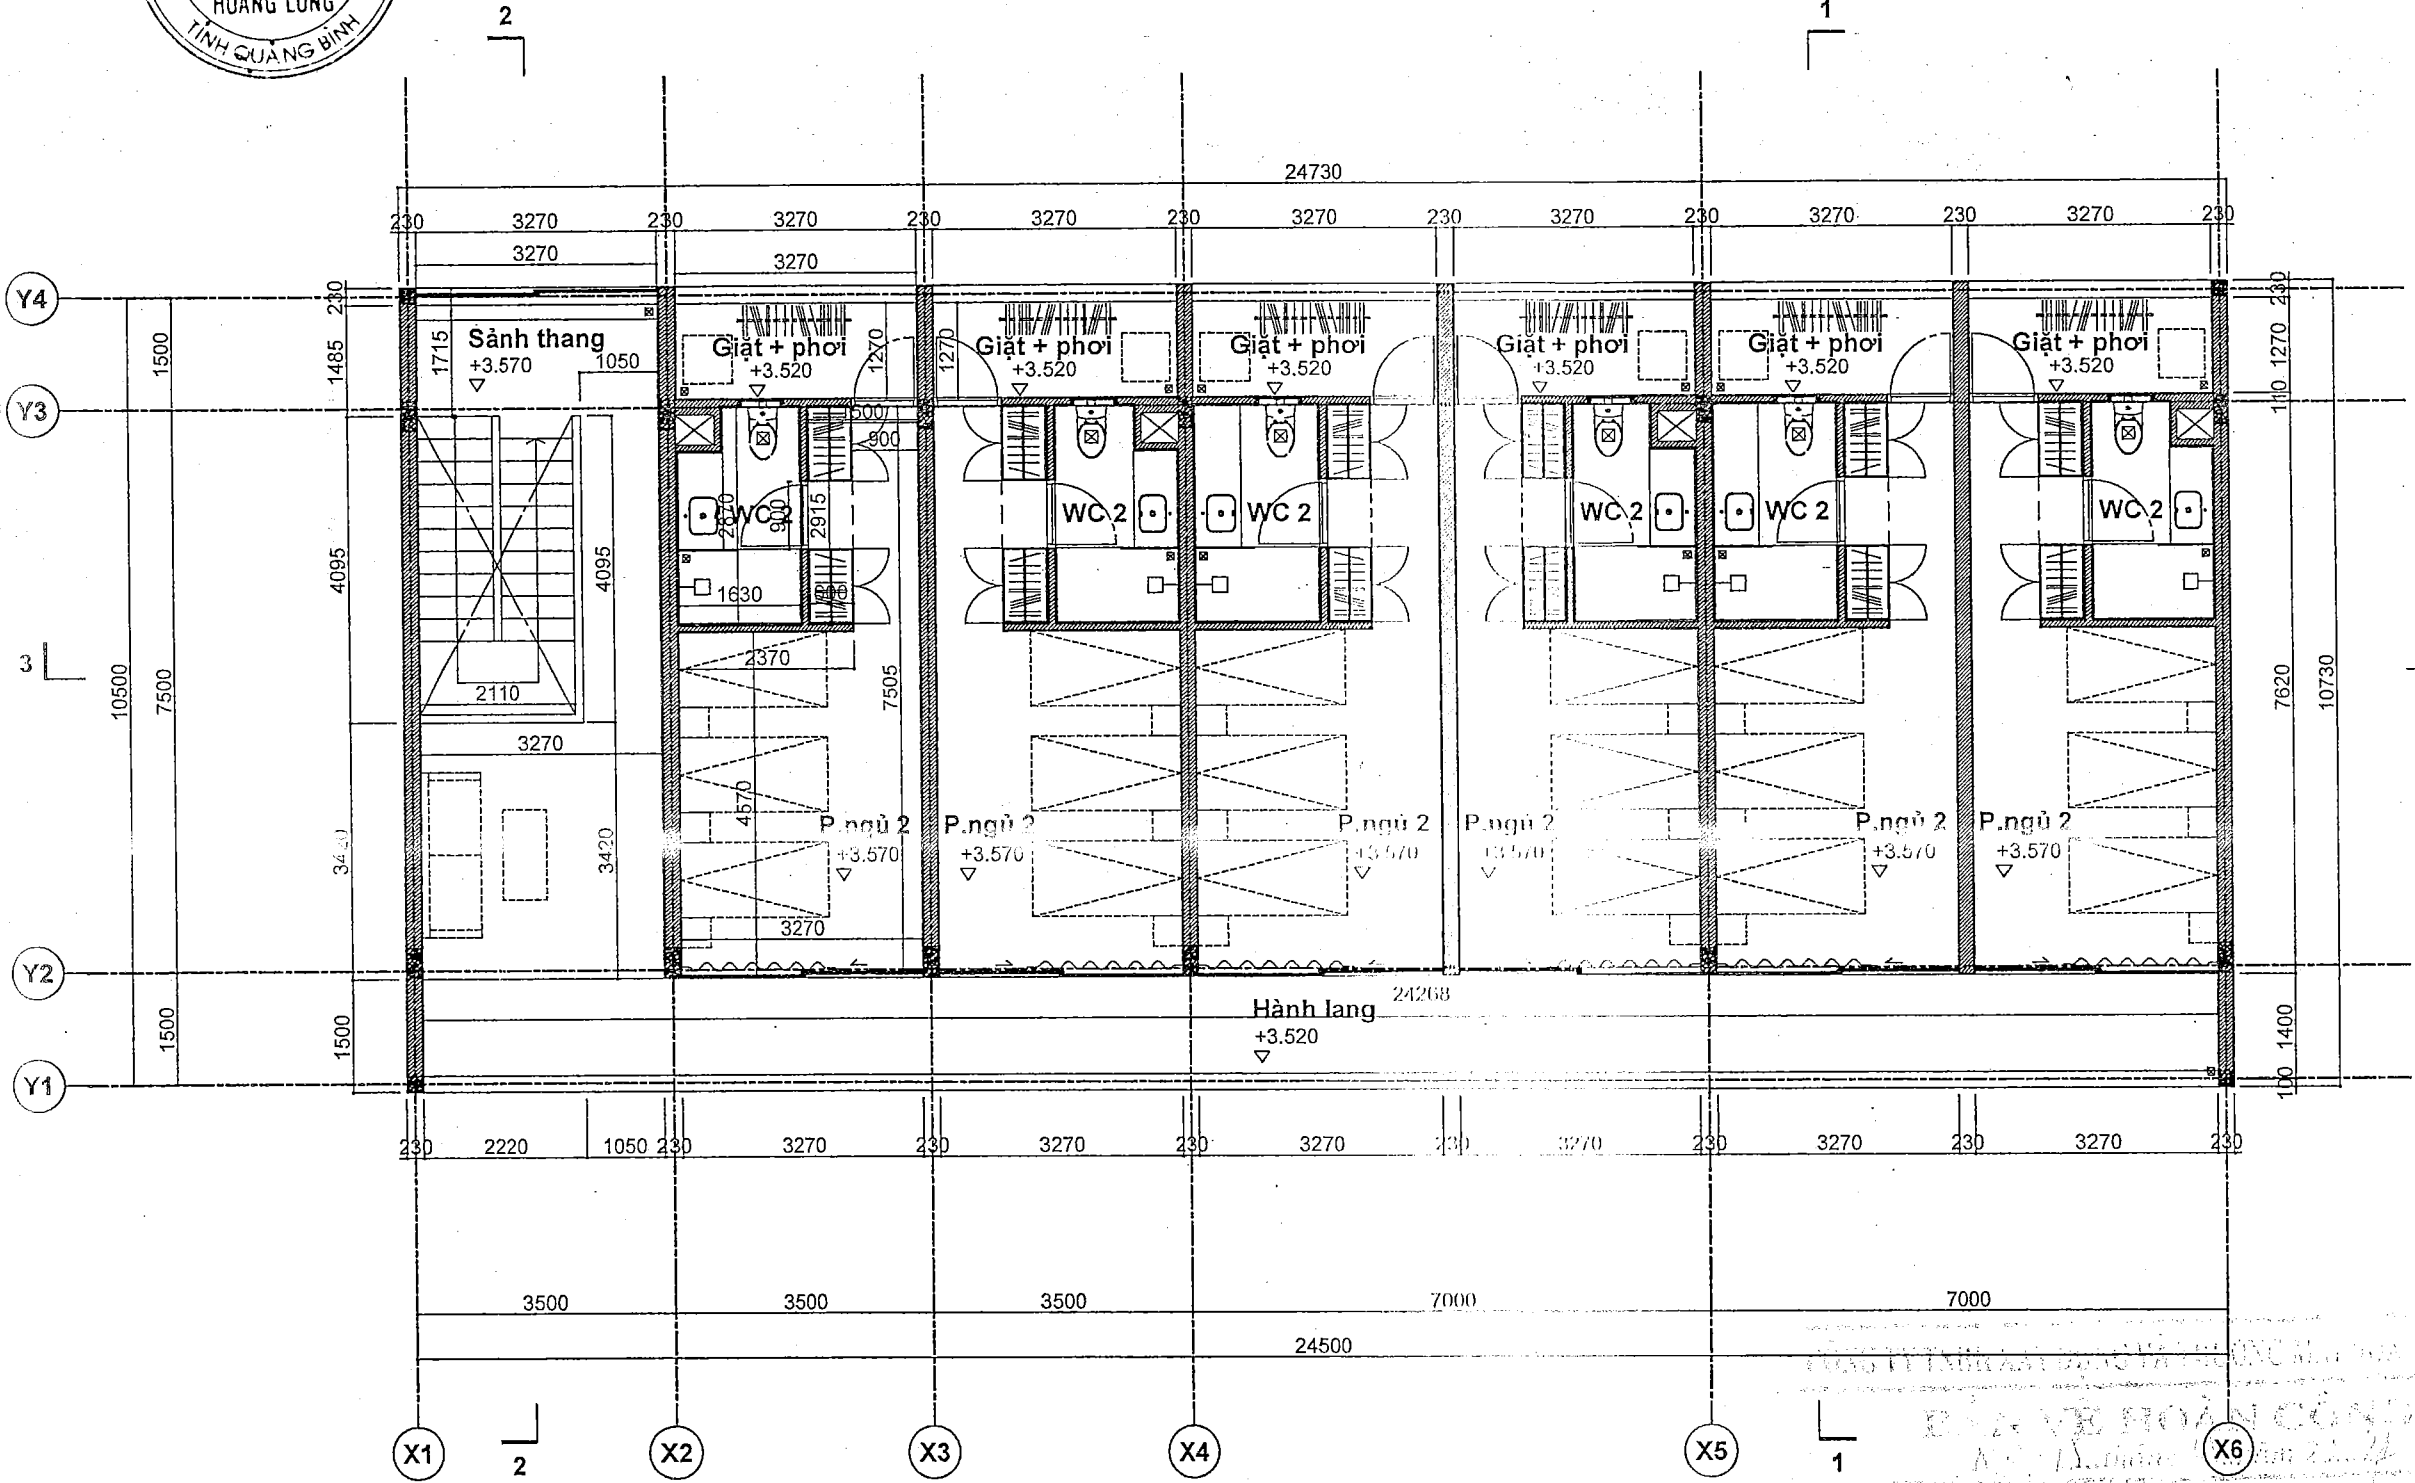 HOÀNG LONG
TỈNH QUẢNG BÌNH
2
1
24730
230 3270 230 3270 230 3270 230 3270 230 3270 230 3270 230 3270 230
3270 3270
Y4
Y3
Y2
Y1
230
1485
4095
1500
1500
7500
1500
10500
230
1270
110
7620
1400
100
10730
Sảnh thang
+3.570
1715
1050
4095
2110
3270
3420
Giặt + phơi
+3.520
1270
Giặt + phơi
+3.520
1270
Giặt + phơi
+3.520
Giặt + phơi
+3.520
Giặt + phơi
+3.520
Giặt + phơi
+3.520
900
WC 2
2870
900
2915
1630
2370
7505
4570
3270
WC 2
WC 2
WC 2
WC 2
WC 2
3
P.ngủ 2
+3.570
P.ngủ 2
+3.570
P.ngủ 2
+3.570
P.ngủ 2
+3.570
P.ngủ 2
+3.570
P.ngủ 2
+3.570
24268
Hành lang
+3.520
230 2220 1050 230 3270 230 3270 230 3270 230 3270 230 3270 230 3270 230
3500 3500 3500 7000 7000
24500
X1 X2 X3 X4 X5 X6
2
1